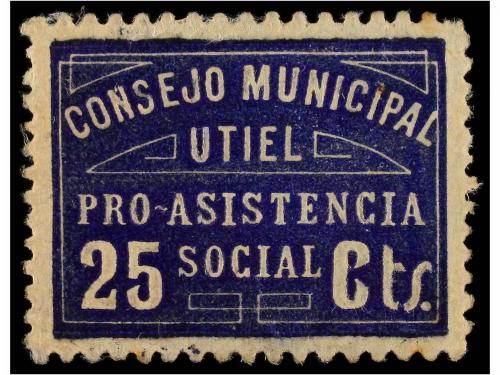 CONSEJO MUNICIPAL
UTIEL
PRO-ASISTENCIA
25 SOCIAL Cts.